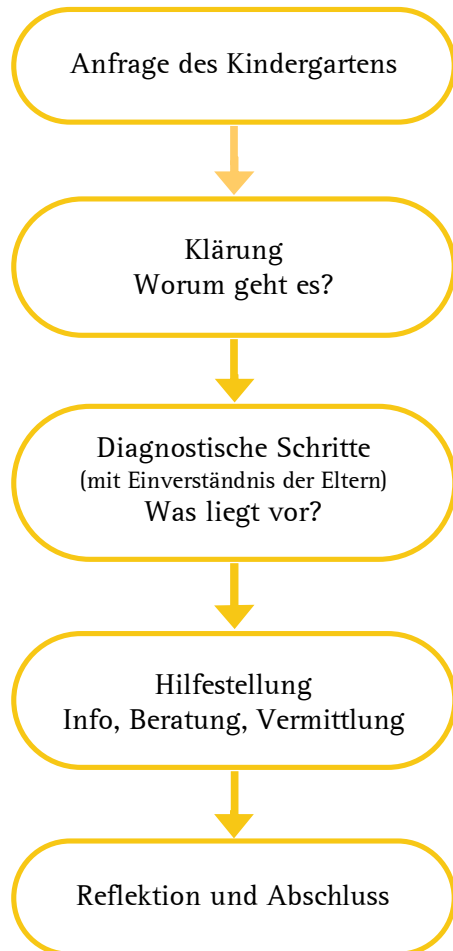 Anfrage des Kindergartens
Klärung
Worum geht es?
Diagnostische Schritte
(mit Einverständnis der Eltern)
Was liegt vor?
Hilfestellung
Info, Beratung, Vermittlung
Reflektion und Abschluss